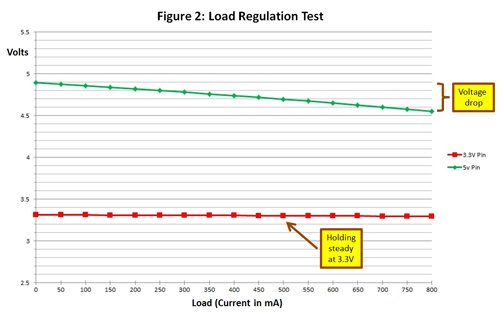 Figure 2: Load Regulation Test
Volts
5.5
5
4.5
4
3.5
3
2.5
Voltage
drop
3.3V Pin
5v Pin
Holding
steady
at 3.3V
0 50 100 150 200 250 300 350 400 450 500 550 600 650 700 750 800
Load (Current in mA)